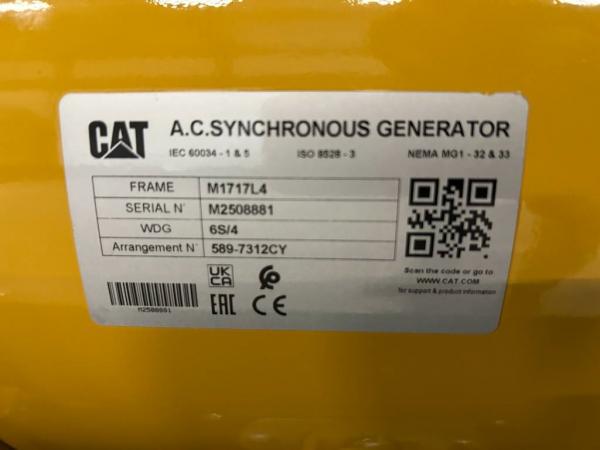 CAT
A.C.SYNCHRONOUS GENERATOR
IEC 60034 - 1 & 5 ISO 8528 - 3 NEMA MG1 - 32 & 33
FRAME M1717L4
SERIAL N° M2508881
WDG 6S/4
Arrangement N° 589-7312CY
Scan the code or go to
WWW.CAT.COM
for support & product information
UK
CA
EAC CE
M2508881